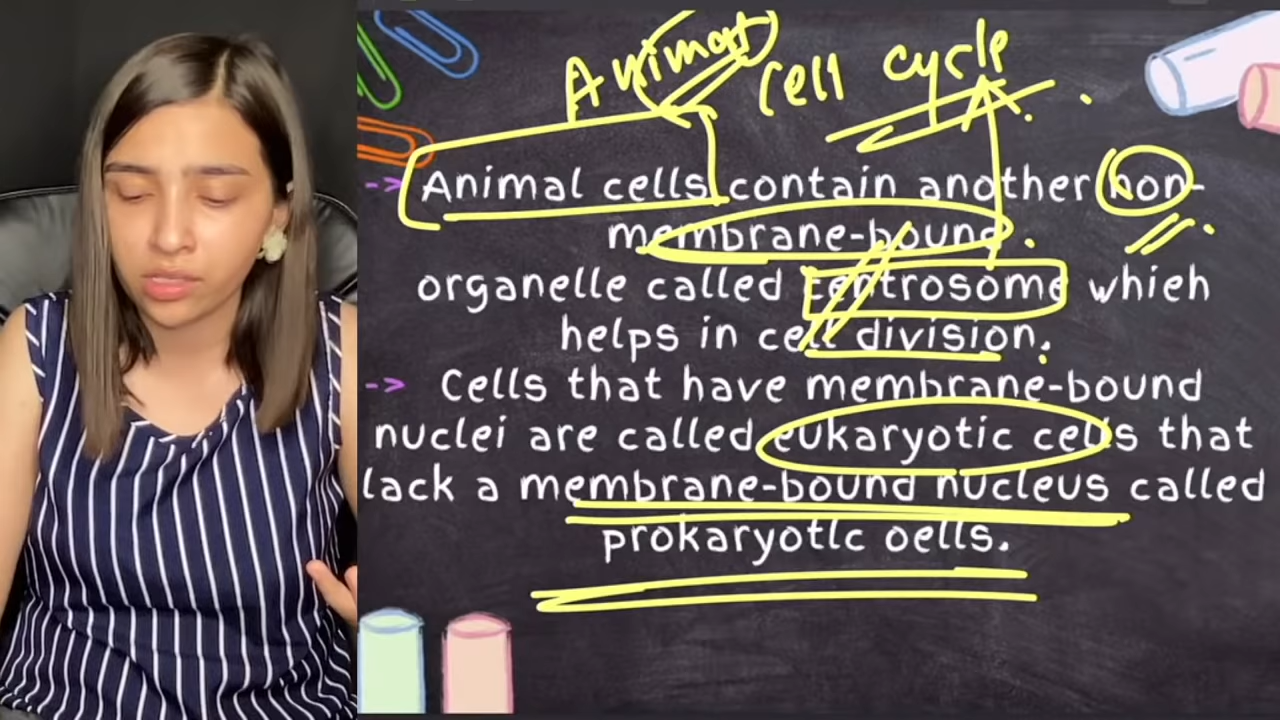 Animal cell cycle
-> Animal cells contain another non-
membrane-bound
organelle called centrosome which
helps in cell division.
-> Cells that have membrane-bound
nuclei are called eukaryotic cells that
lack a membrane-bound nucleus called
prokaryotic cells.